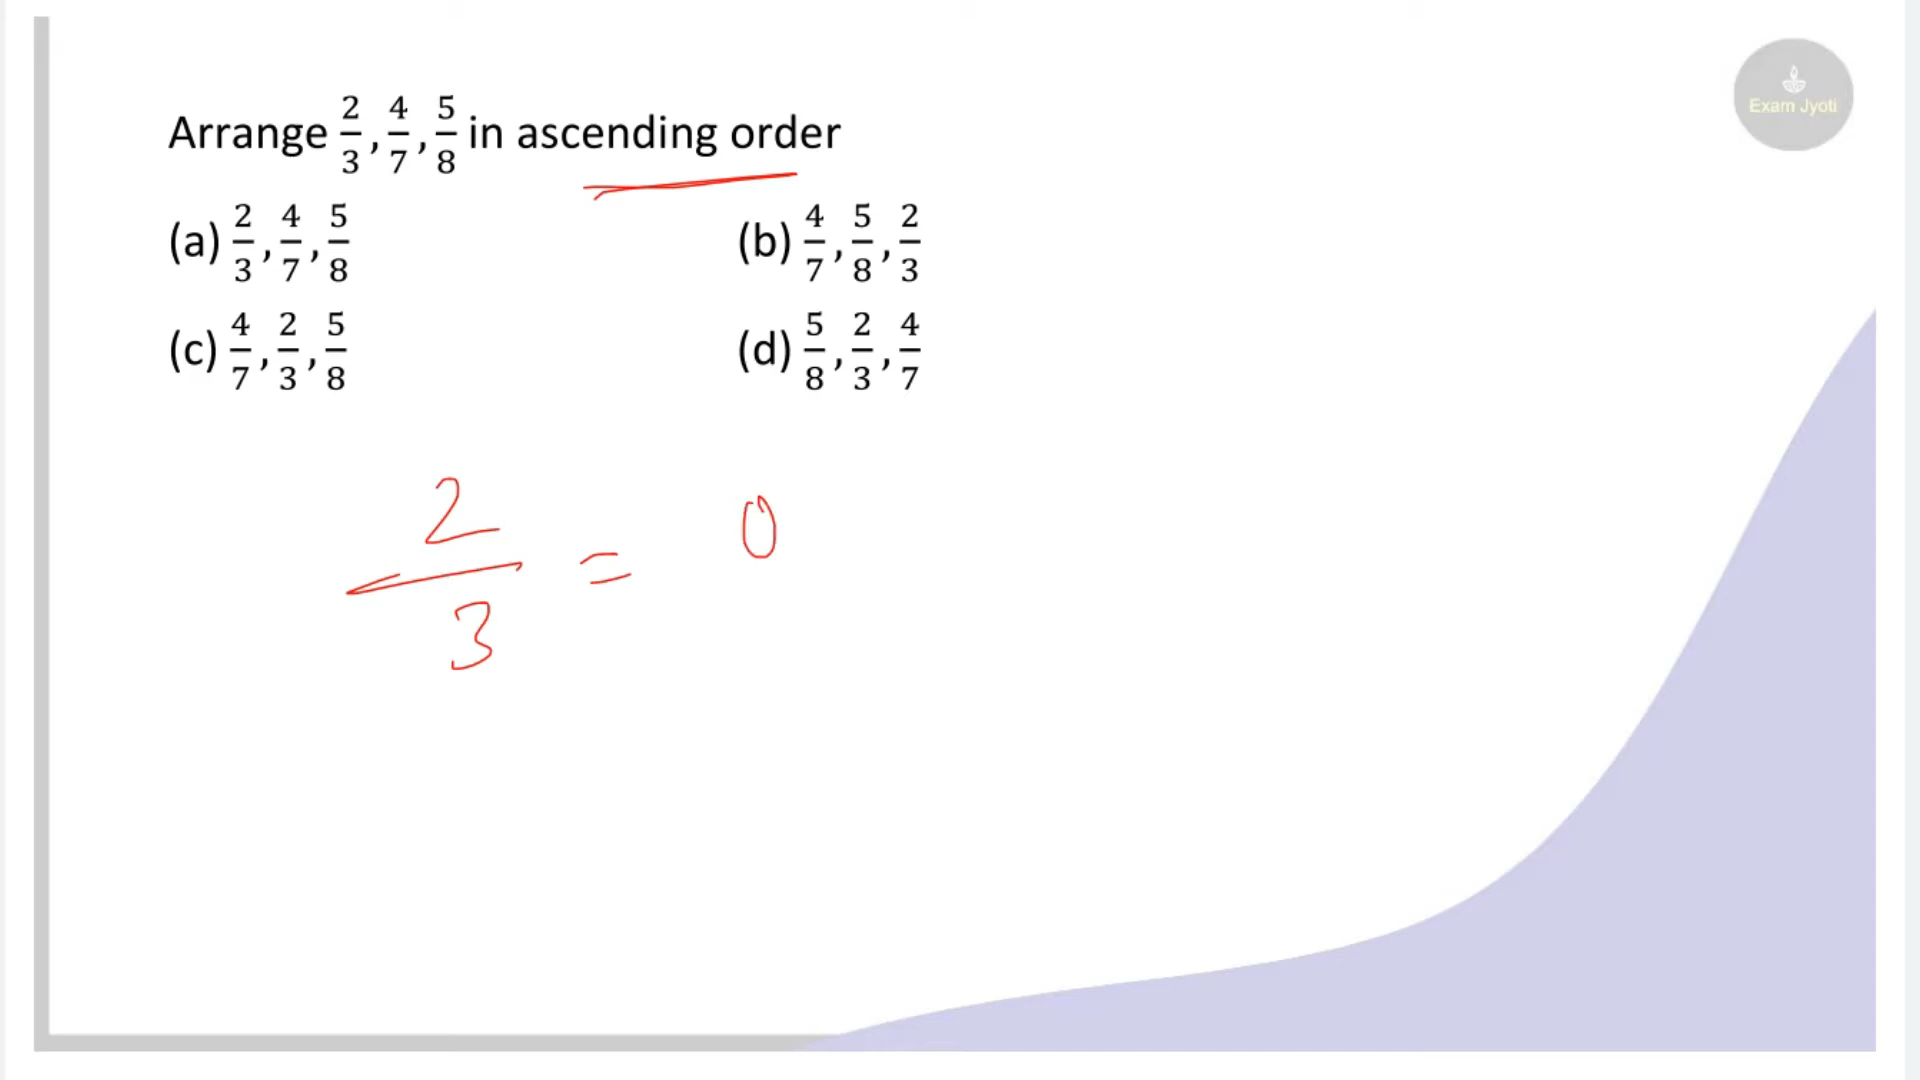 Exam Jyoti
Arrange 2/3, 4/7, 5/8 in ascending order
(a) 2/3, 4/7, 5/8 (b) 4/7, 5/8, 2/3
(c) 4/7, 2/3, 5/8 (d) 5/8, 2/3, 4/7
2/3 = 0